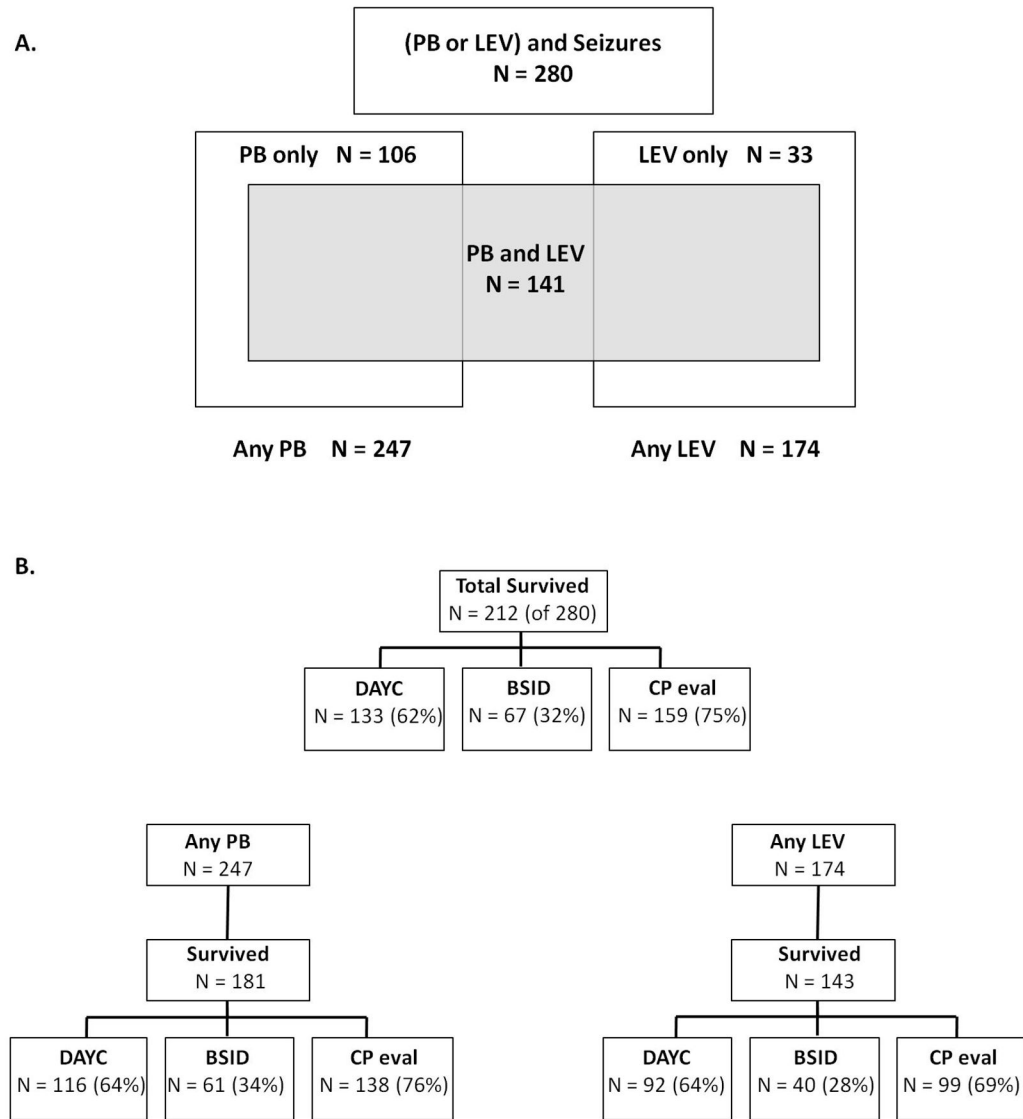 A.
(PB or LEV) and Seizures
N = 280
PB only N = 106
LEV only N = 33
PB and LEV
N = 141
Any PB N = 247
Any LEV N = 174
B.
Total Survived
N = 212 (of 280)
DAYC
N = 133 (62%)
BSID
N = 67 (32%)
CP eval
N = 159 (75%)
Any PB
N = 247
Any LEV
N = 174
Survived
N = 181
Survived
N = 143
DAYC
N = 116 (64%)
BSID
N = 61 (34%)
CP eval
N = 138 (76%)
DAYC
N = 92 (64%)
BSID
N = 40 (28%)
CP eval
N = 99 (69%)